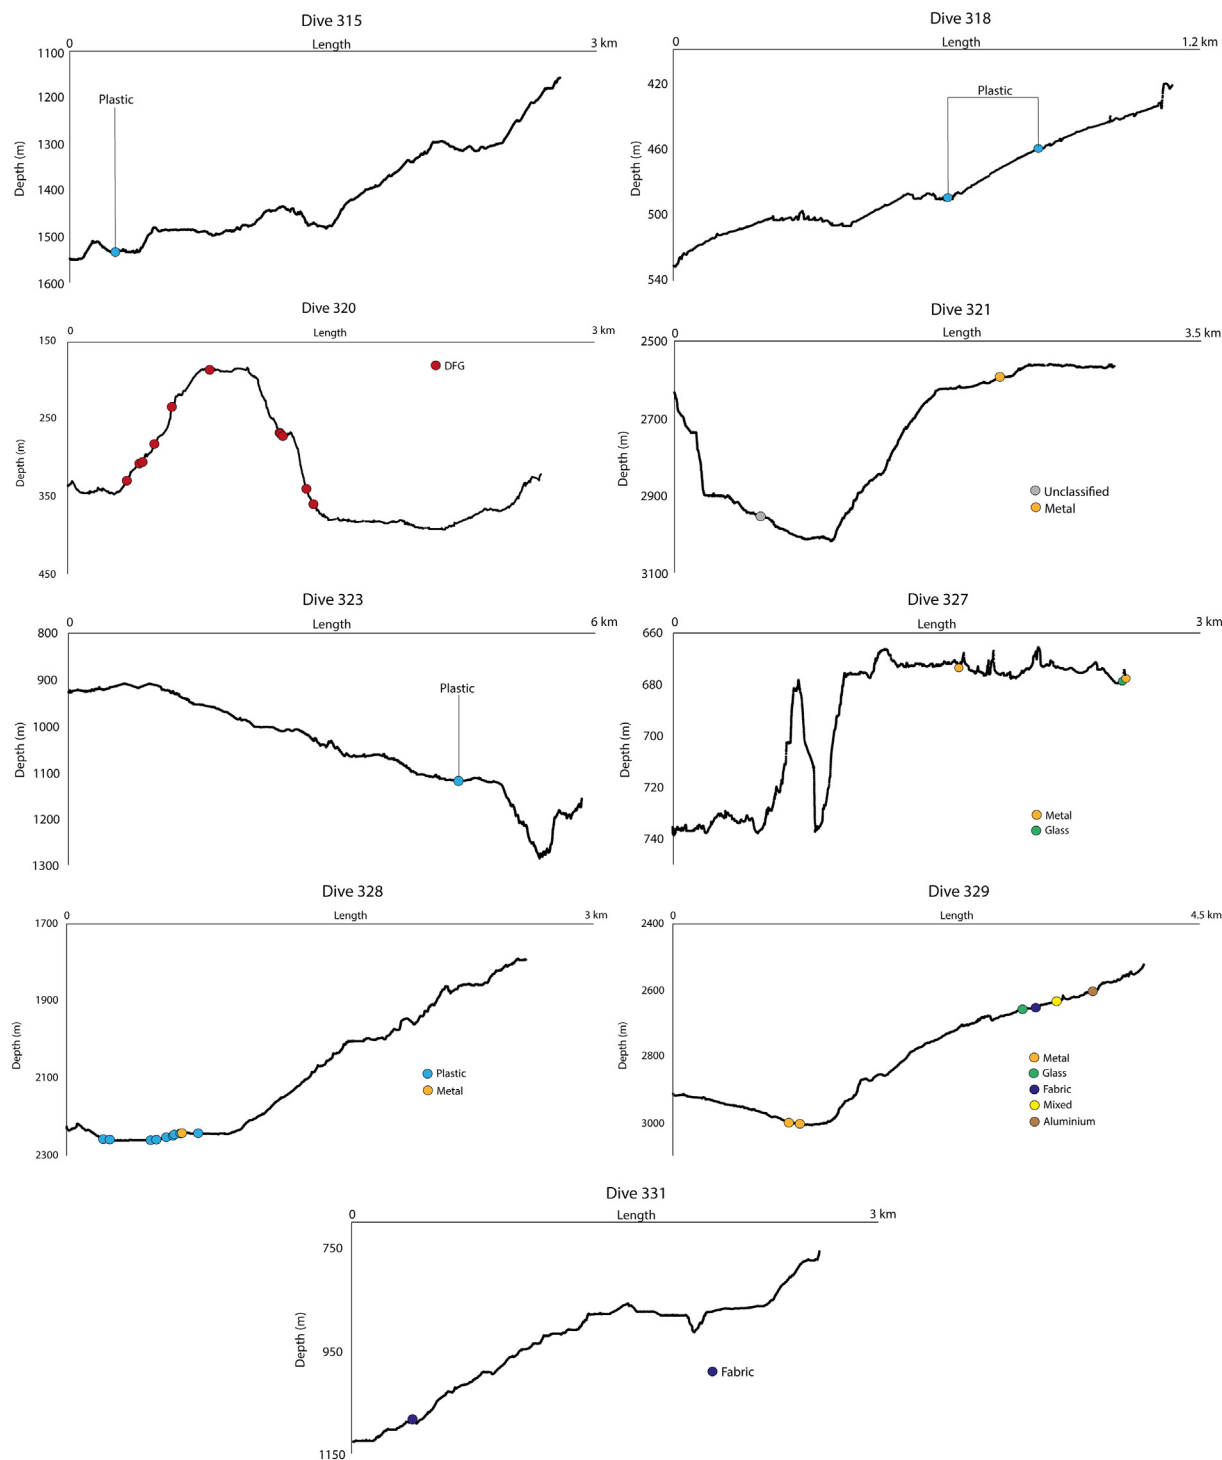 Dive 315
0 Length 3 km
1100
1200
1300
1400
1500
1600
Depth (m)
Plastic
Dive 318
0 Length 1.2 km
420
460
500
540
Depth (m)
Plastic
Dive 320
0 Length 3 km
150
250
350
450
Depth (m)
DFG
Dive 321
0 Length 3.5 km
2500
2700
2900
3100
Depth (m)
Unclassified
Metal
Dive 323
0 Length 6 km
800
900
1000
1100
1200
1300
Depth (m)
Plastic
Dive 327
0 Length 3 km
660
680
700
720
740
Depth (m)
Metal
Glass
Dive 328
0 Length 3 km
1700
1900
2100
2300
Depth (m)
Plastic
Metal
Dive 329
0 Length 4.5 km
2400
2600
2800
3000
Depth (m)
Metal
Glass
Fabric
Mixed
Aluminium
Dive 331
0 Length 3 km
750
950
1150
Depth (m)
Fabric